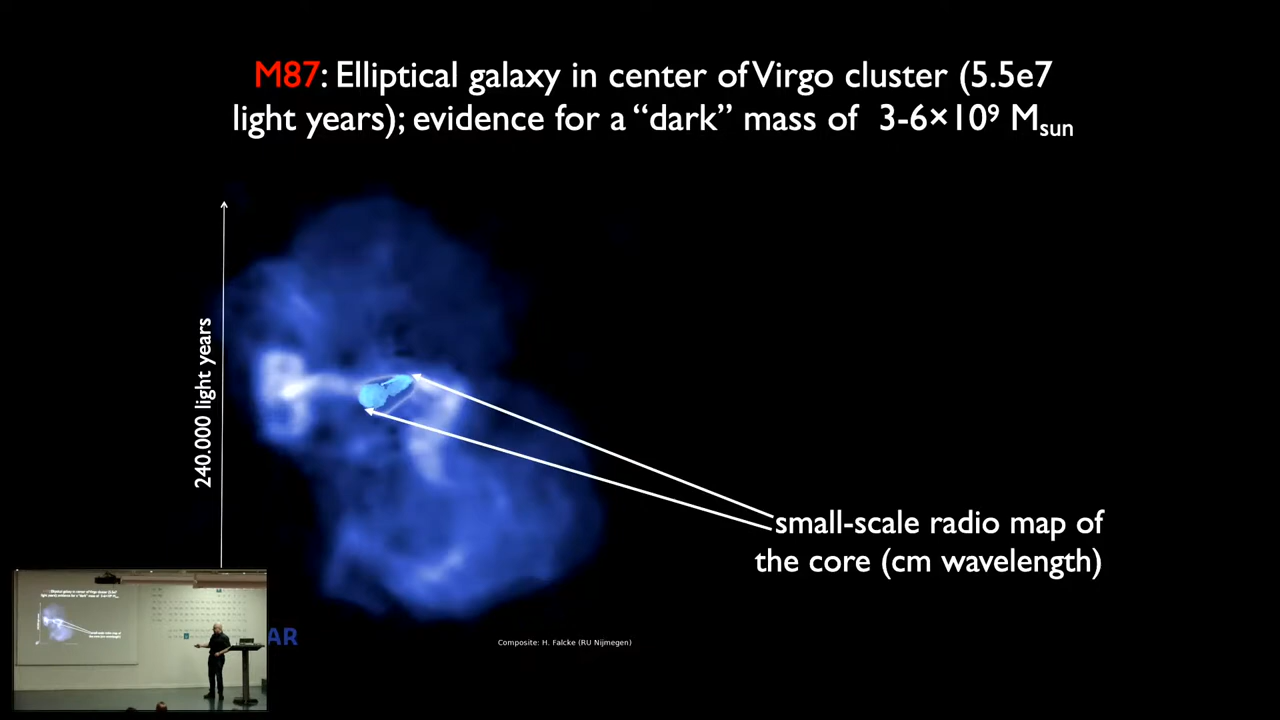 M87: Elliptical galaxy in center of Virgo cluster (5.5e7
light years); evidence for a “dark” mass of 3-6×10⁹ Msun
240.000 light years
small-scale radio map of
the core (cm wavelength)
AR
Composite: H. Falcke (RU Nijmegen)